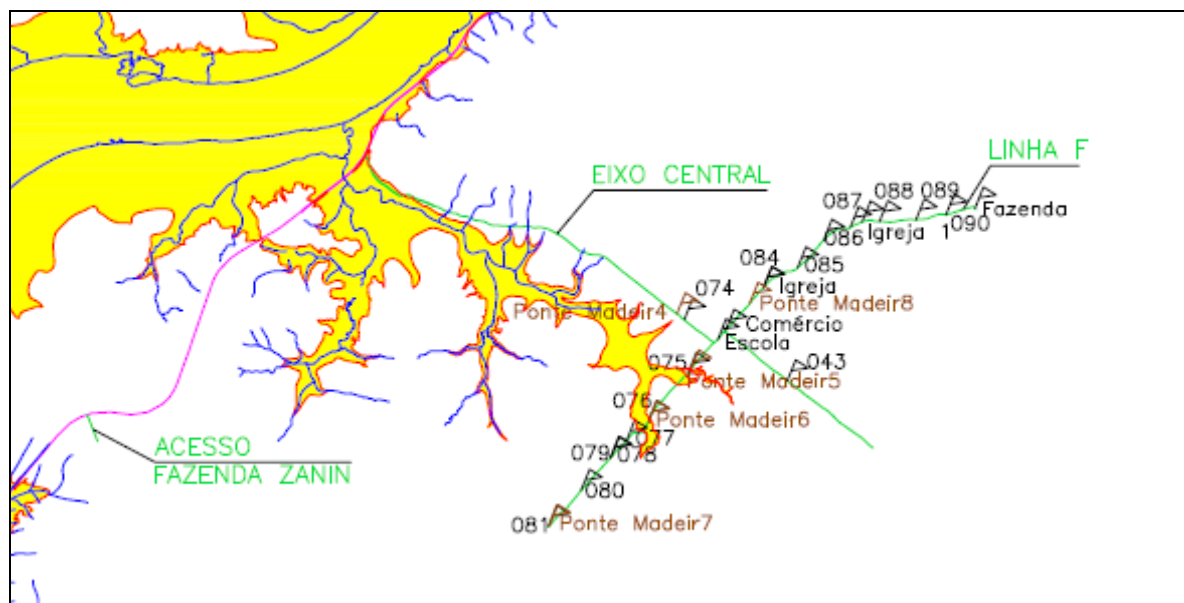 LINHA F
EIXO CENTRAL
087
088
089
Fazenda
086
Igreja 1
090
084
085
Igreja
074
Ponte Madeir4
Ponte Madeir8
Comércio
Escola
075
043
Ponte Madeir5
076
Ponte Madeir6
077
079
078
080
081
Ponte Madeir7
ACESSO
FAZENDA ZANIN